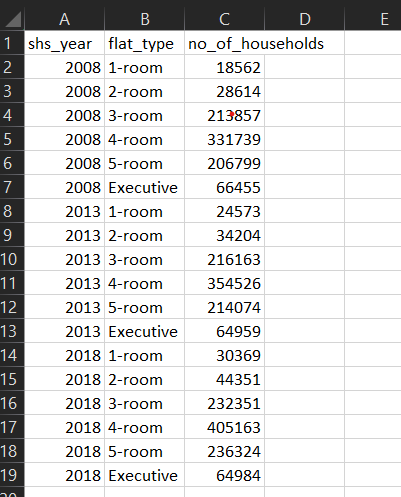 A B C D E
1 shs_year flat_type no_of_households
2 2008 1-room 18562
3 2008 2-room 28614
4 2008 3-room 213857
5 2008 4-room 331739
6 2008 5-room 206799
7 2008 Executive 66455
8 2013 1-room 24573
9 2013 2-room 34204
10 2013 3-room 216163
11 2013 4-room 354526
12 2013 5-room 214074
13 2013 Executive 64959
14 2018 1-room 30369
15 2018 2-room 44351
16 2018 3-room 232351
17 2018 4-room 405163
18 2018 5-room 236324
19 2018 Executive 64984